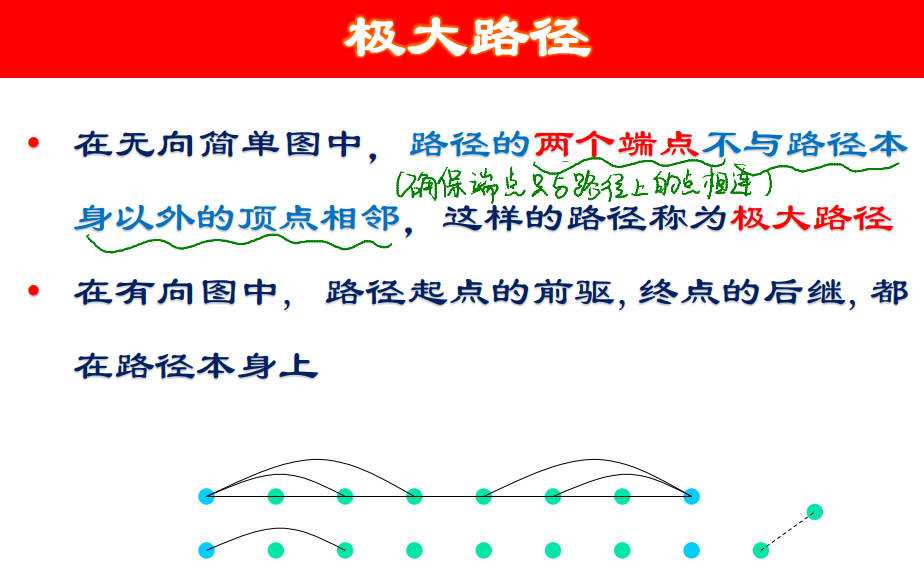 极大路径
• 在无向简单图中，路径的两个端点不与路径本
(确保端点只与路径上的点相连)
身以外的顶点相邻，这样的路径称为极大路径
• 在有向图中，路径起点的前驱,终点的后继,都
在路径本身上